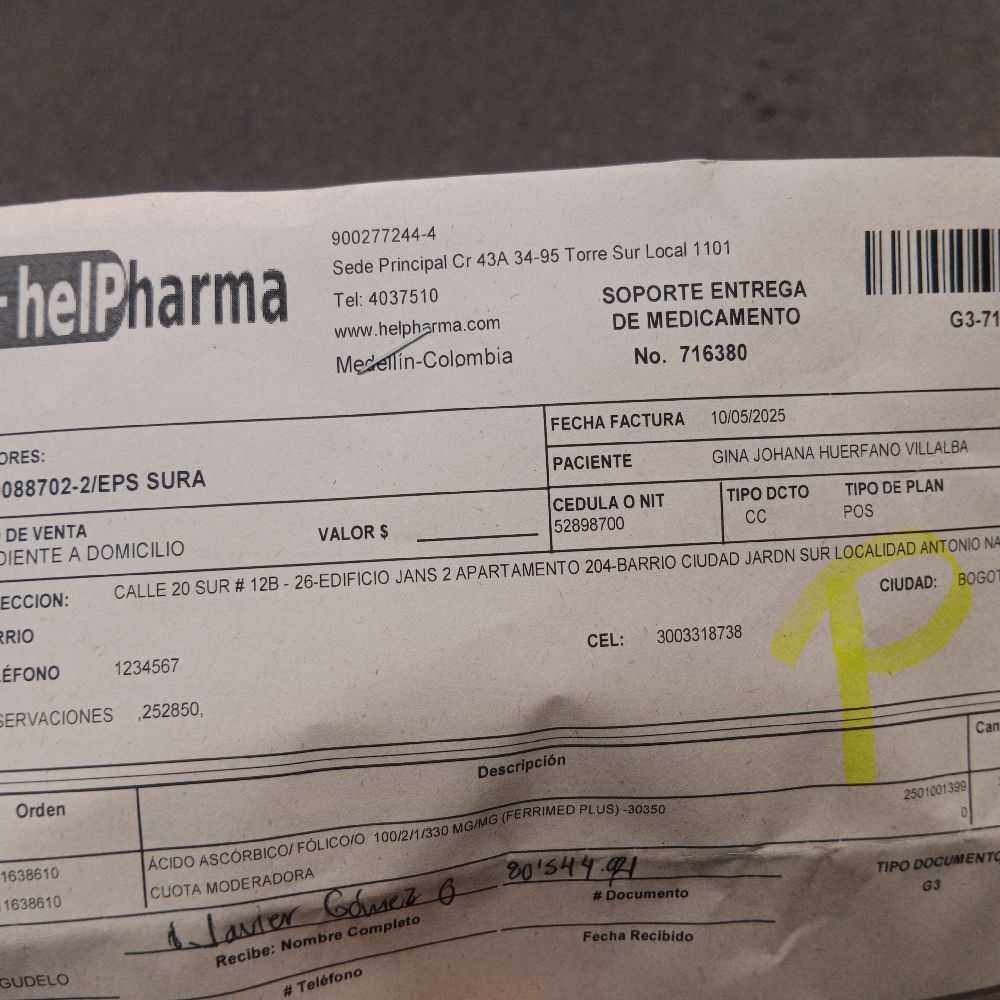 helPharma
900277244-4
Sede Principal Cr 43A 34-95 Torre Sur Local 1101
Tel: 4037510
www.helpharma.com
Medellín-Colombia
SOPORTE ENTREGA
DE MEDICAMENTO
No. 716380
G3-71
ORES:
088702-2/EPS SURA
FECHA FACTURA 10/05/2025
PACIENTE GINA JOHANA HUERFANO VILLALBA
CEDULA O NIT
52898700
TIPO DCTO
CC
TIPO DE PLAN
POS
DE VENTA
DIENTE A DOMICILIO
VALOR $
ECCION: CALLE 20 SUR # 12B - 26-EDIFICIO JANS 2 APARTAMENTO 204-BARRIO CIUDAD JARDN SUR LOCALIDAD ANTONIO NA
CIUDAD: BOGOT
RRIO
CEL: 3003318738
ÉFONO 1234567
SERVACIONES ,252850,
P
Orden
Descripción
Can
1638610 ÁCIDO ASCÓRBICO/ FÓLICO/O 100/2/1/330 MG/MG (FERRIMED PLUS) -30350
2501001399
0
11638610 CUOTA MODERADORA
Javier Gómez G
Recibe: Nombre Completo
80'544.
# Documento
TIPO DOCUMENTO
G3
Fecha Recibido
GUDELO
# Teléfono